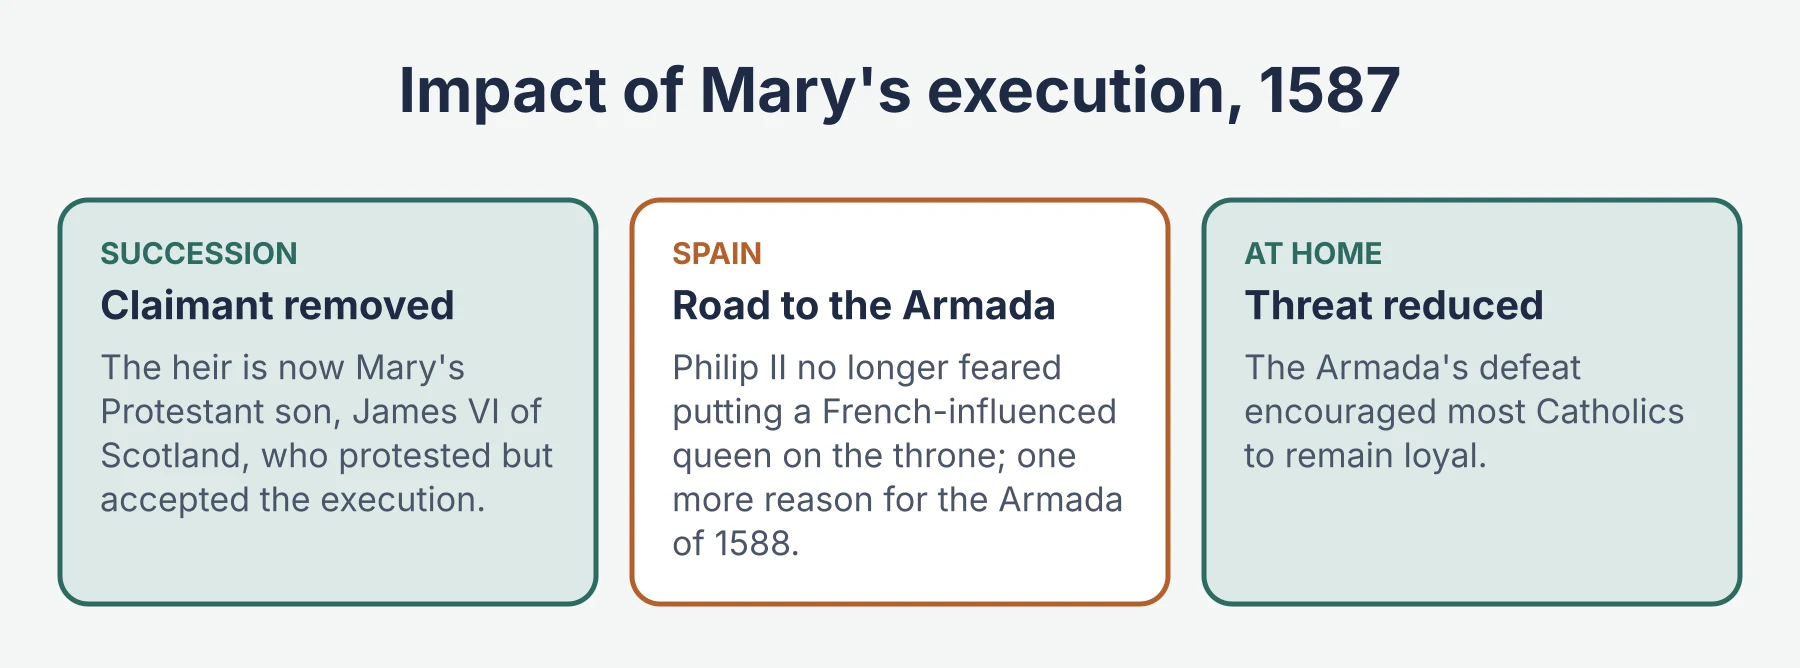 Impact of Mary's execution, 1587
SUCCESSION
Claimant removed
The heir is now Mary's
Protestant son, James VI of
Scotland, who protested but
accepted the execution.
SPAIN
Road to the Armada
Philip II no longer feared
putting a French-influenced
queen on the throne; one
more reason for the Armada
of 1588.
AT HOME
Threat reduced
The Armada's defeat
encouraged most Catholics
to remain loyal.